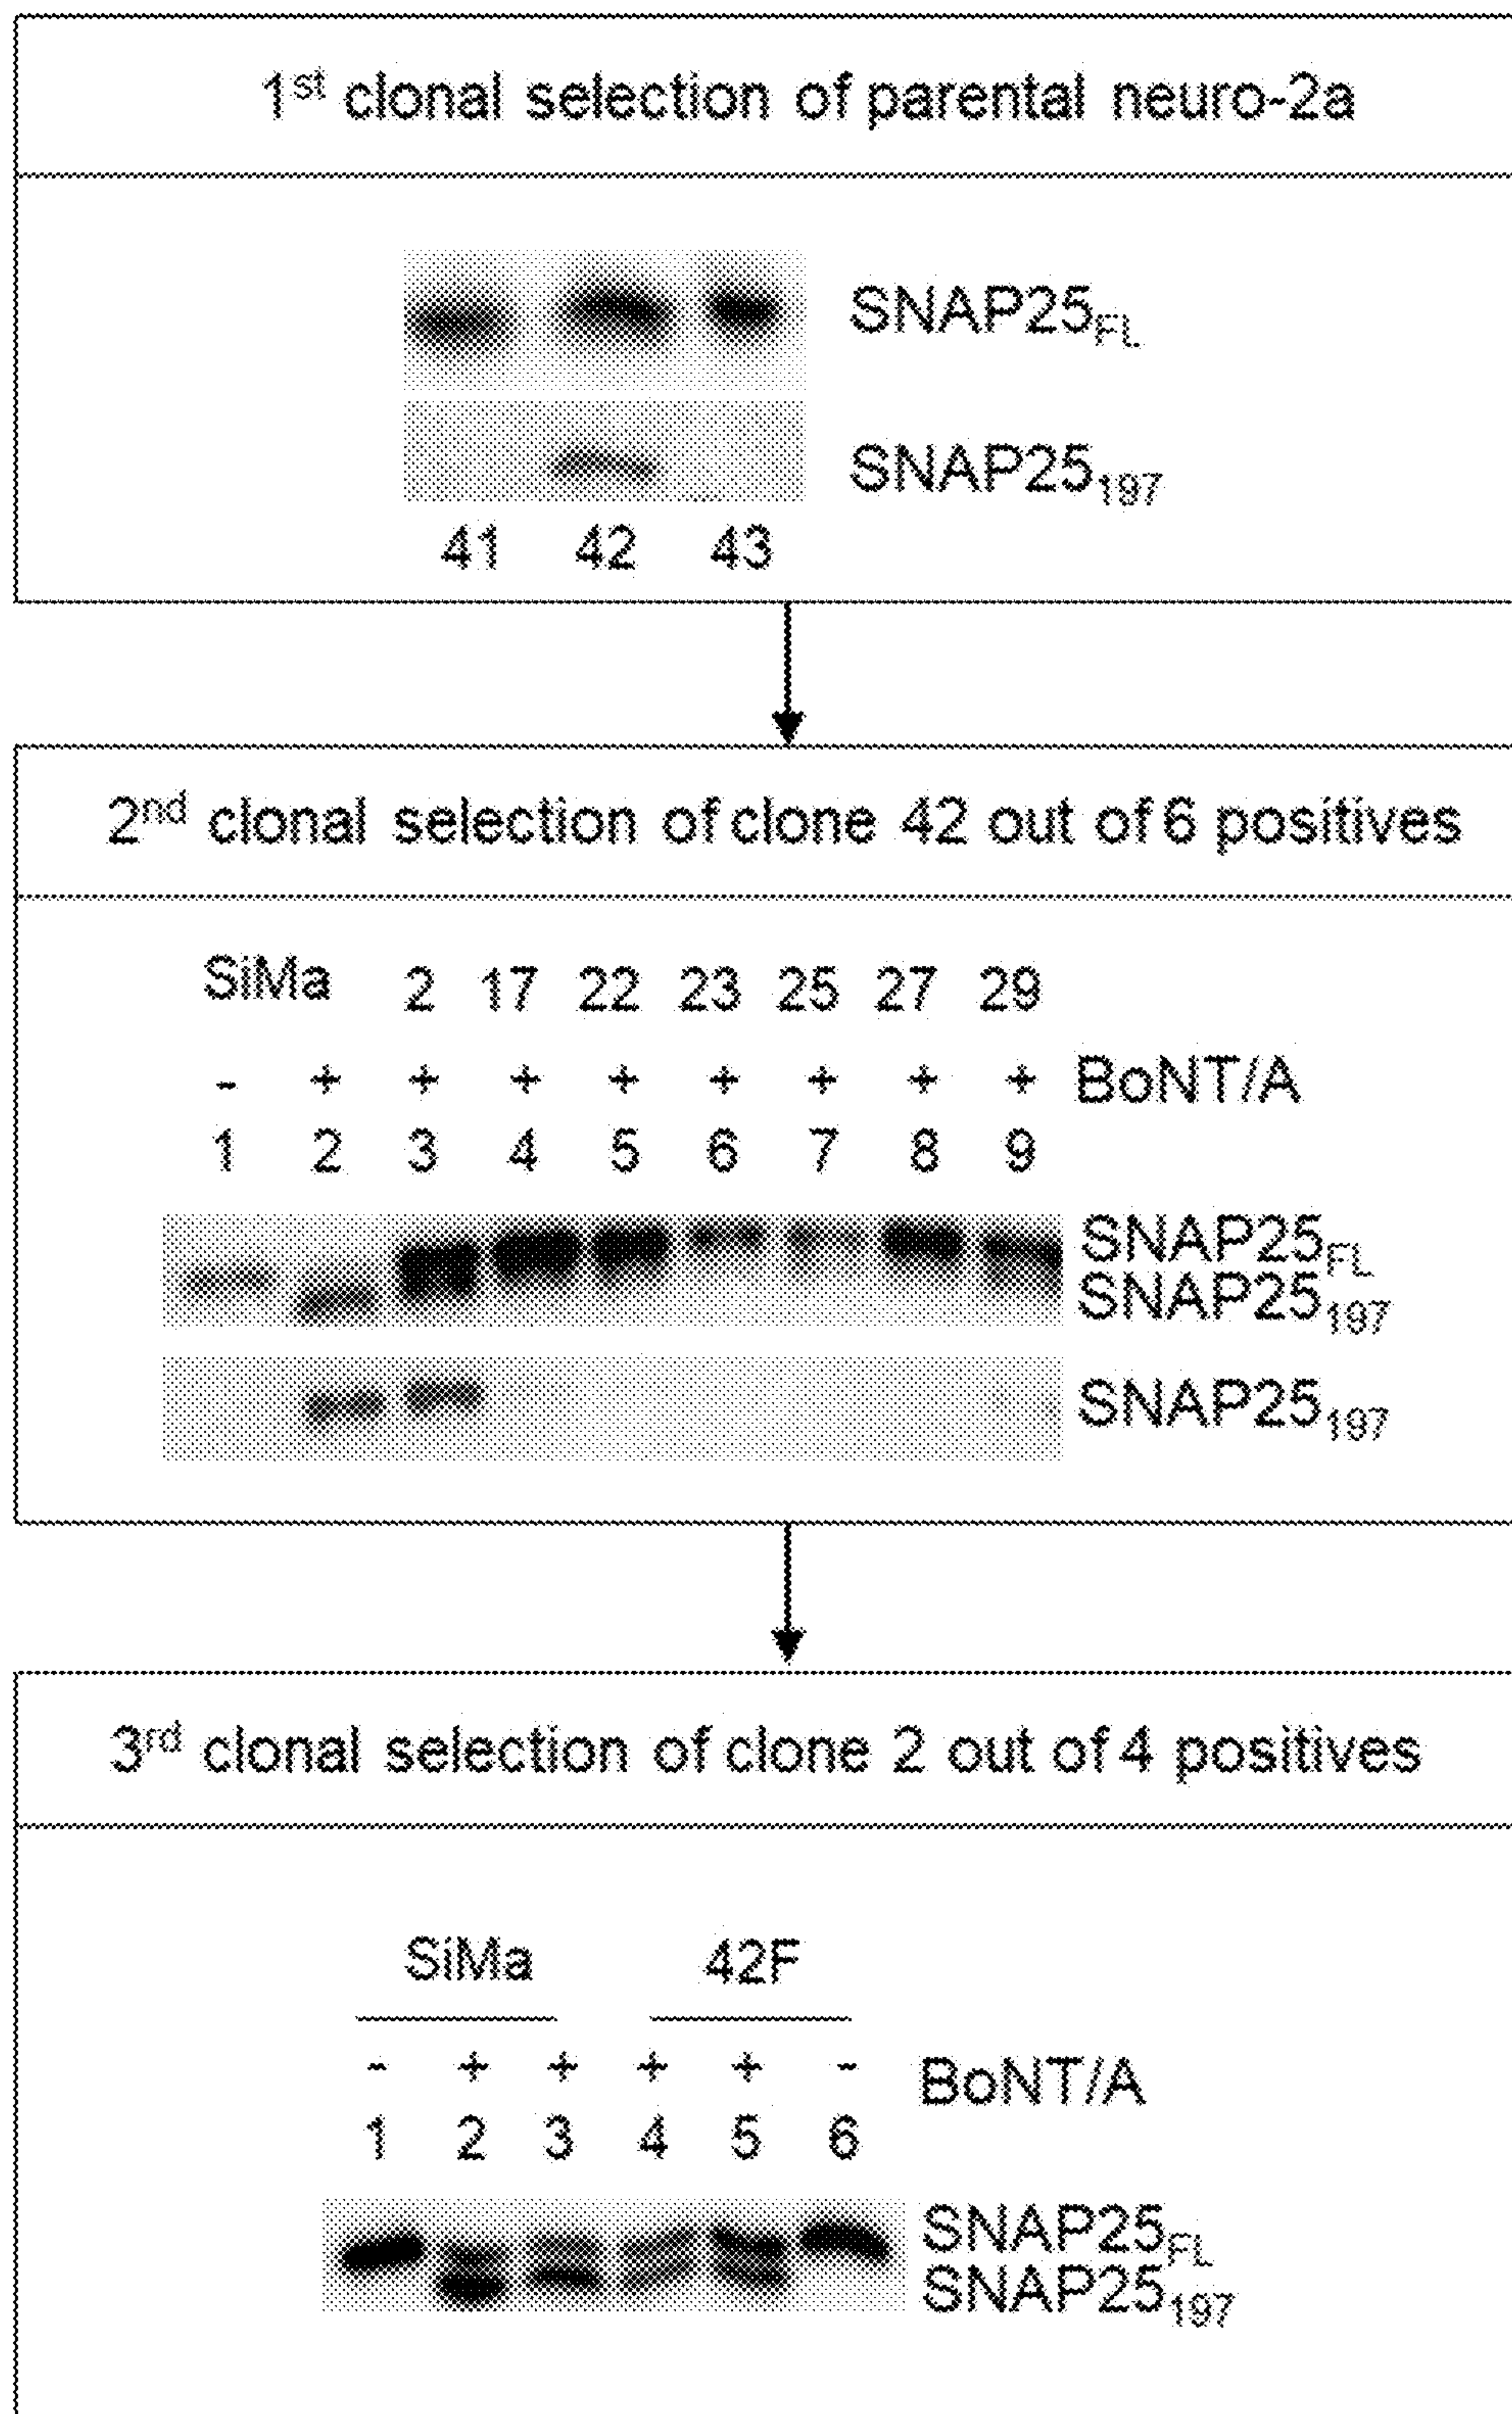 1st clonal selection of parental neuro-2a
SNAP25FL
SNAP25197
41 42 43
2nd clonal selection of clone 42 out of 6 positives
SiMa 2 17 22 23 25 27 29
- + + + + + + + + BoNT/A
1 2 3 4 5 6 7 8 9
SNAP25FL
SNAP25197
SNAP25197
3rd clonal selection of clone 2 out of 4 positives
SiMa 42F
- + + + + - BoNT/A
1 2 3 4 5 6
SNAP25FL
SNAP25197